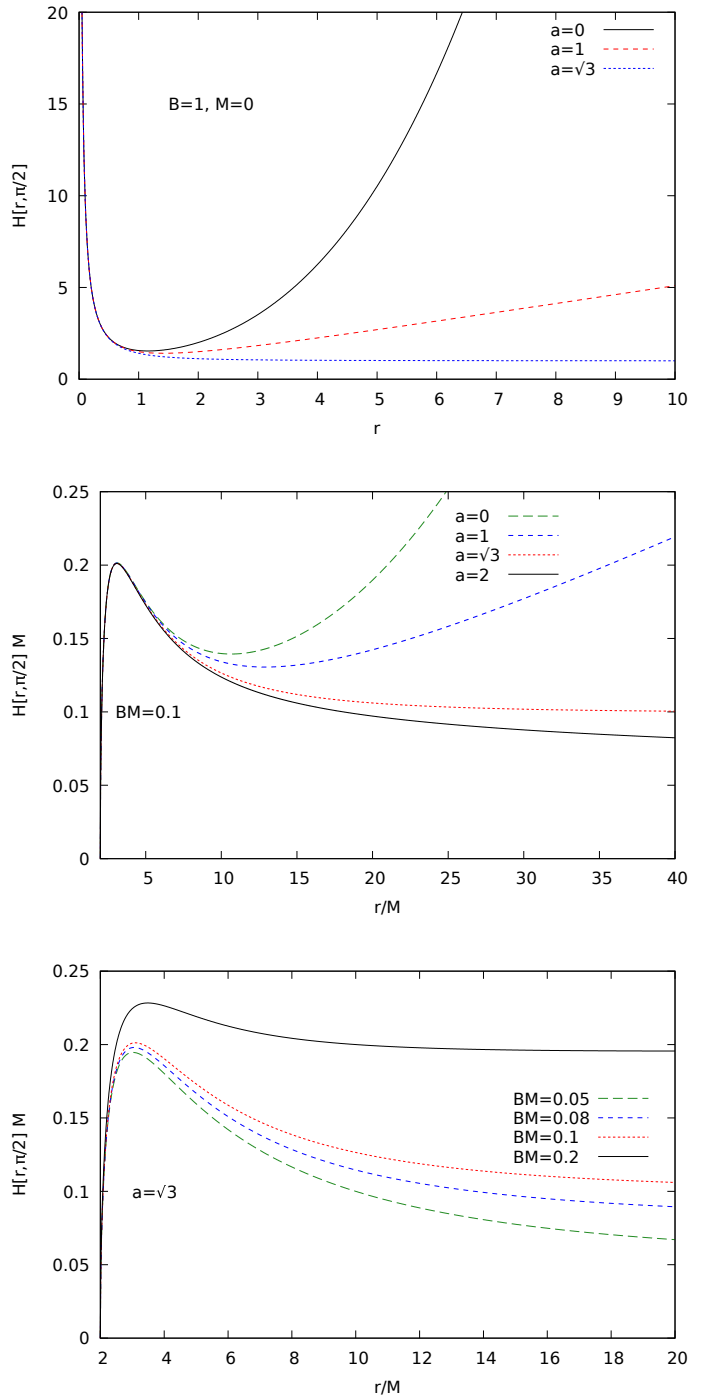 20
15
10
5
0
H[r,π/2]
B=1, M=0
a=0
a=1
a=√3
0 1 2 3 4 5 6 7 8 9 10
r
0.25
0.2
0.15
0.1
0.05
0
H[r,π/2] M
BM=0.1
a=0
a=1
a=√3
a=2
5 10 15 20 25 30 35 40
r/M
0.25
0.2
0.15
0.1
0.05
0
H[r,π/2] M
a=√3
BM=0.05
BM=0.08
BM=0.1
BM=0.2
2 4 6 8 10 12 14 16 18 20
r/M